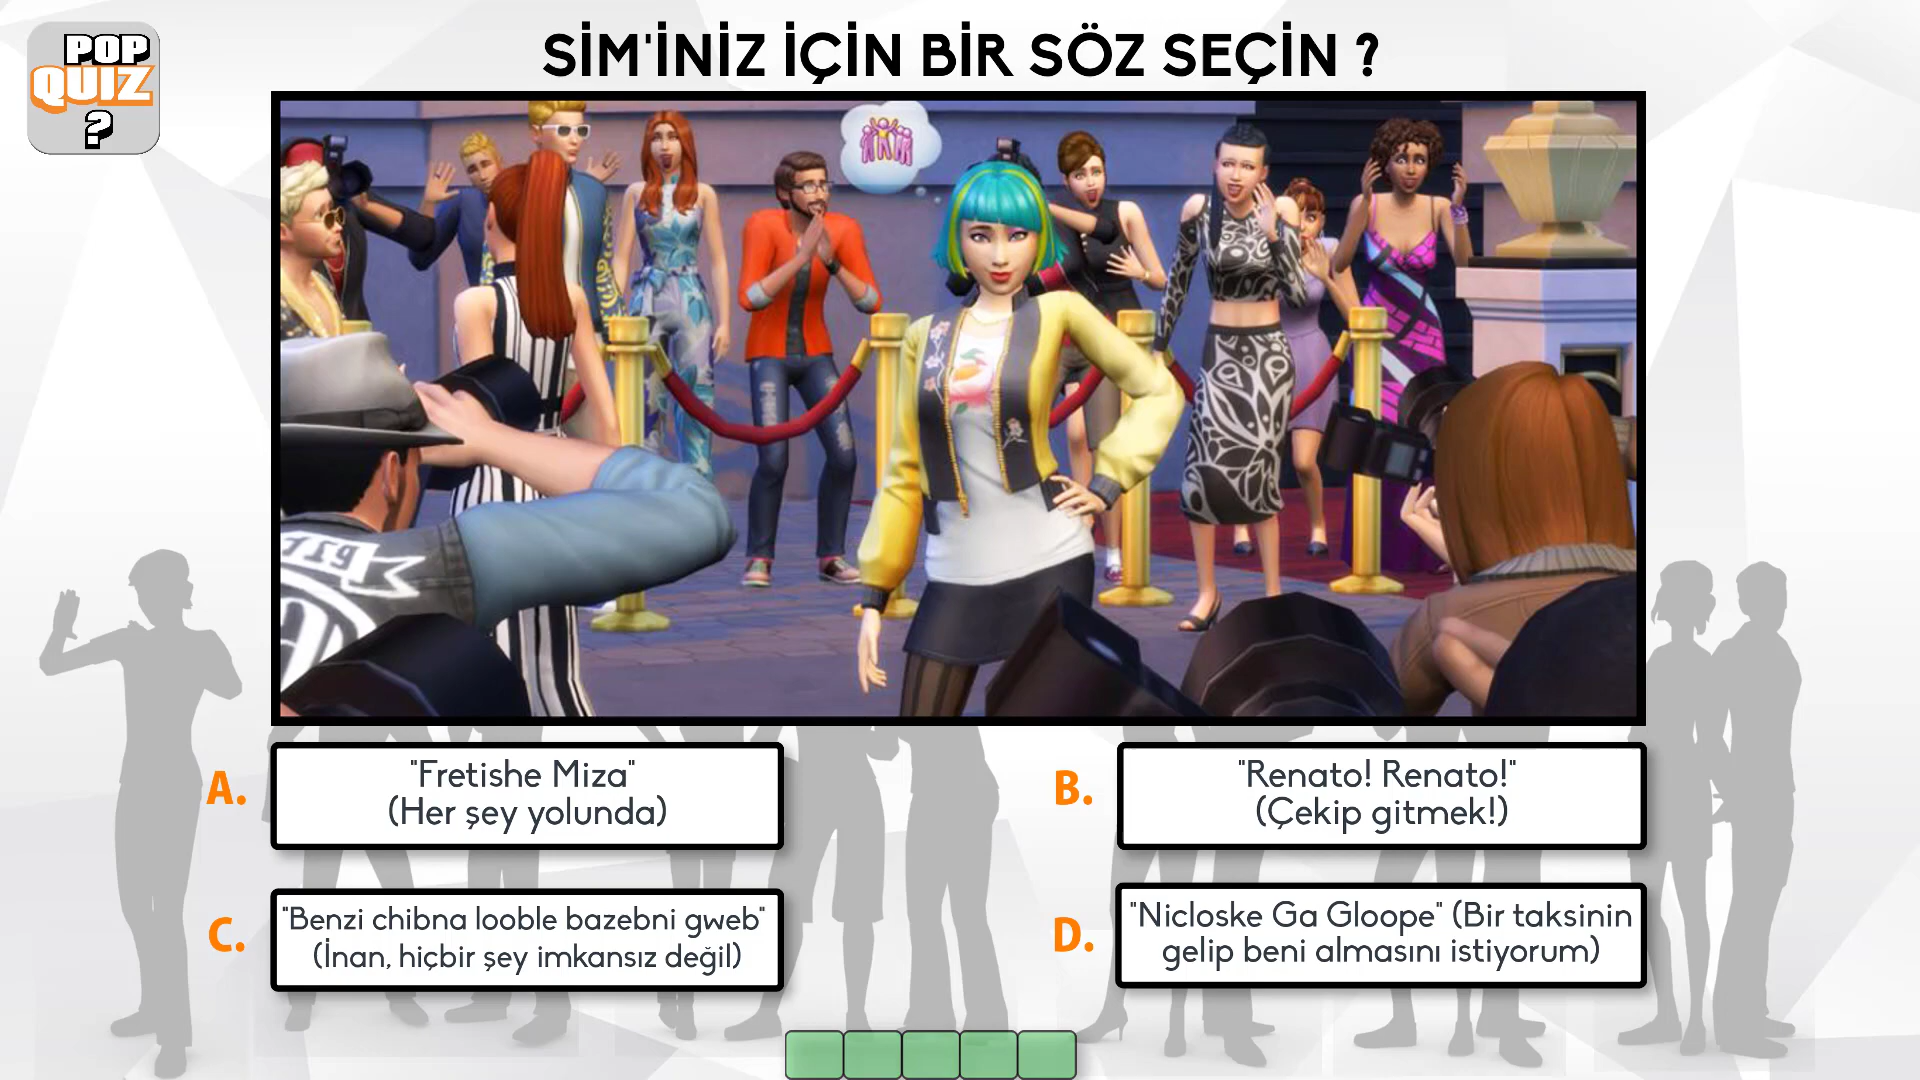 POP
QUIZ
?
SİM'İNİZ İÇİN BİR SÖZ SEÇİN ?
A.
"Fretishe Miza"
(Her şey yolunda)
B.
"Renato! Renato!"
(Çekip gitmek!)
C.
"Benzi chibna looble bazebni gweb"
(İnan, hiçbir şey imkansız değil)
D.
"Nicloske Ga Gloope" (Bir taksinin
gelip beni almasını istiyorum)